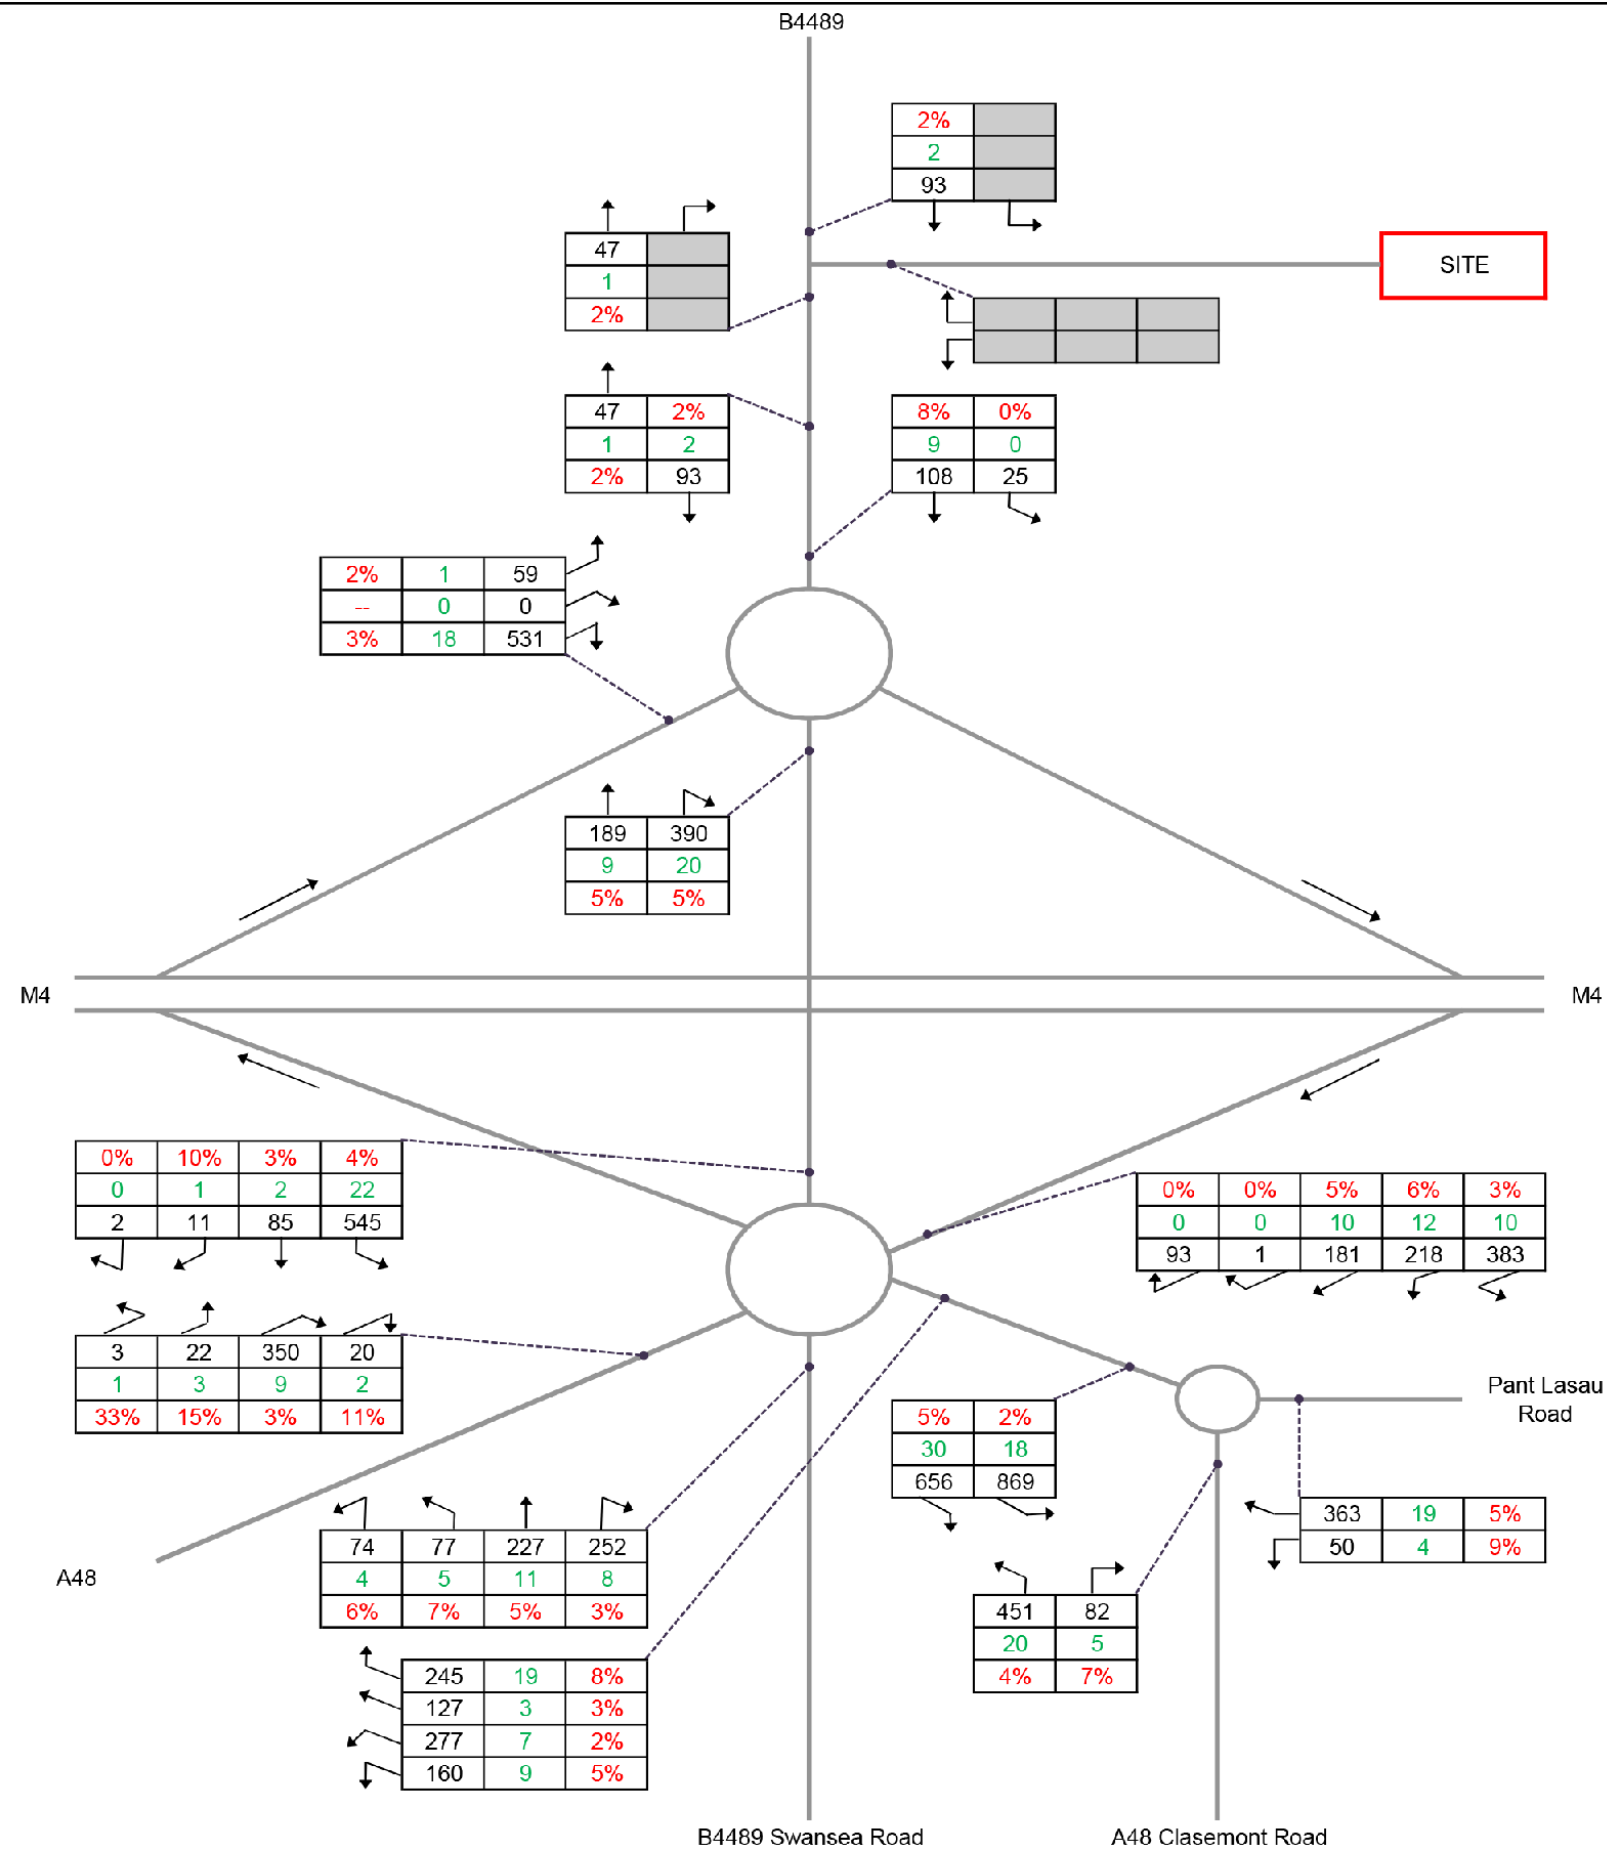 B4489
2%
2
93
47
1
2%
SITE
47 2%
1 2
2% 93
8% 0%
9 0
108 25
2% 1 59
-- 0 0
3% 18 531
189 390
9 20
5% 5%
M4
M4
0% 10% 3% 4%
0 1 2 22
2 11 85 545
0% 0% 5% 6% 3%
0 0 10 12 10
93 1 181 218 383
3 22 350 20
1 3 9 2
33% 15% 3% 11%
Pant Lasau
Road
5% 2%
30 18
656 869
363 19 5%
50 4 9%
A48
74 77 227 252
4 5 11 8
6% 7% 5% 3%
451 82
20 5
4% 7%
245 19 8%
127 3 3%
277 7 2%
160 9 5%
B4489 Swansea Road
A48 Clasemont Road